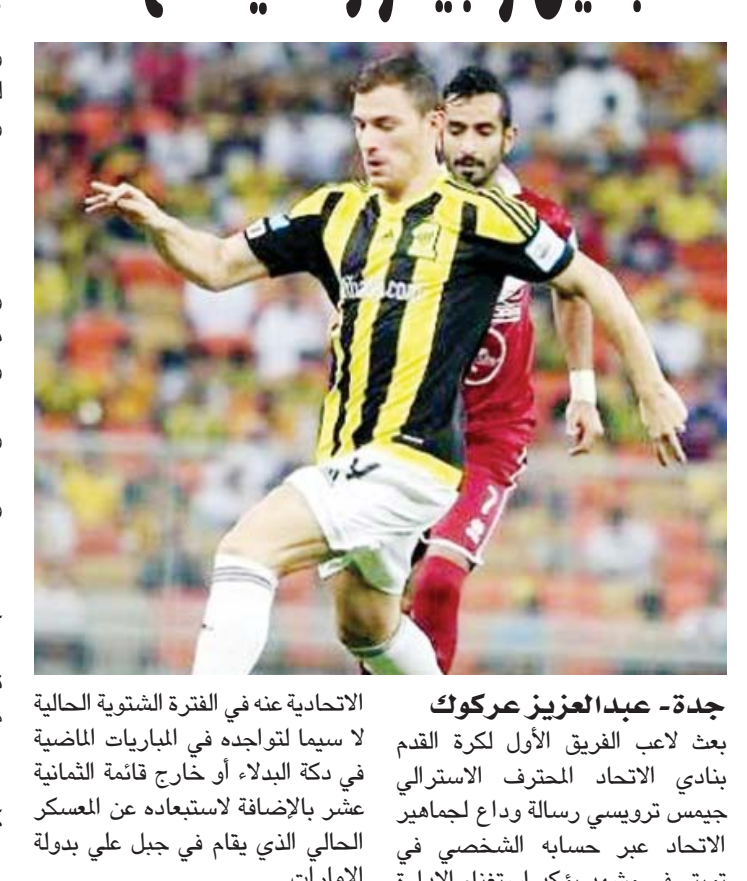 جدة- عبدالعزيز عركوك
بعث لاعب الفريق الأول لكرة القدم
بنادي الاتحاد المحترف الاسترالي
جيمس ترويسي رسالة وداع لجماهير
الاتحاد عبر حسابه الشخصي في
الاتحادية عنه في الفترة الشتوية الحالية
لا سيما لتواجده في المباريات الماضية
في دكة البدلاء أو خارج قائمة الثمانية
عشر بالإضافة لاستبعاده عن المعسكر
الحالي الذي يقام في جبل علي بدولة
الامارات